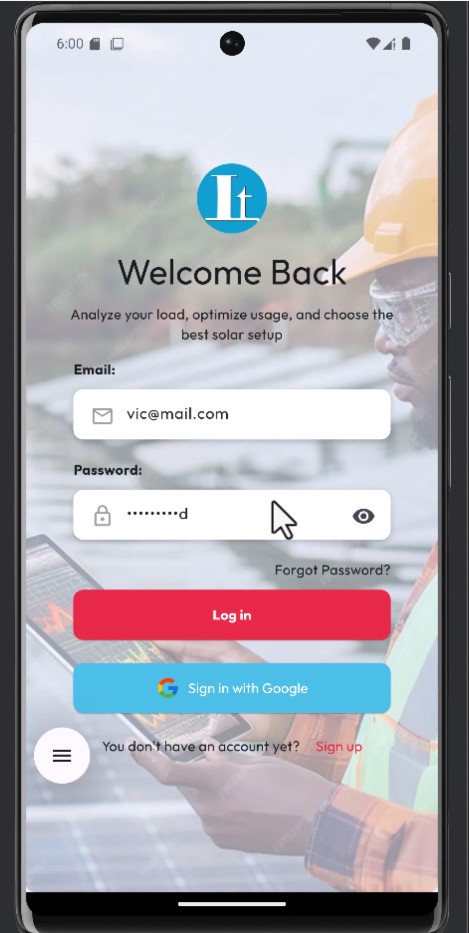 6:00
It
Welcome Back
Analyze your load, optimize usage, and choose the
best solar setup
Email:
vic@mail.com
Password:
•••••••••d
Forgot Password?
Log in
Sign in with Google
You don't have an account yet? Sign up